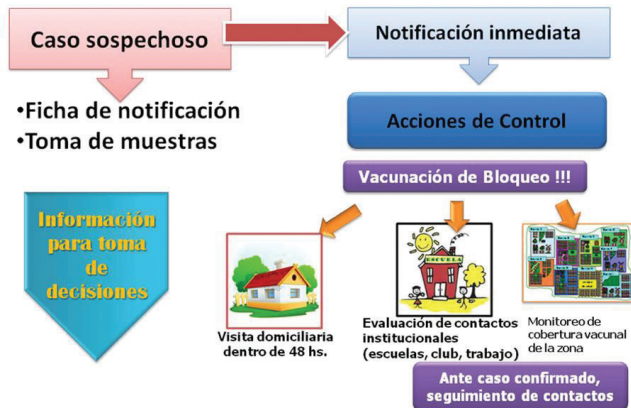 Caso sospechoso
Notificación inmediata
•Ficha de notificación
•Toma de muestras
Acciones de Control
Vacunación de Bloqueo !!!
Información
para toma
de
decisiones
ESCUELA
Visita domiciliaria
dentro de 48 hs.
Evaluación de contactos
institucionales
(escuelas, club, trabajo)
Monitoreo de
cobertura vacunal
de la zona
Ante caso confirmado,
seguimiento de contactos